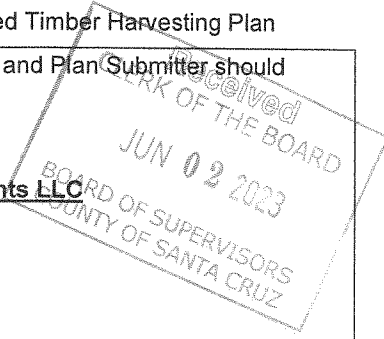 ed Timber Harvesting Plan
and Plan Submitter should
Received
CLERK OF THE BOARD
JUN 02 2023
nts LLC
BOARD OF SUPERVISORS
COUNTY OF SANTA CRUZ